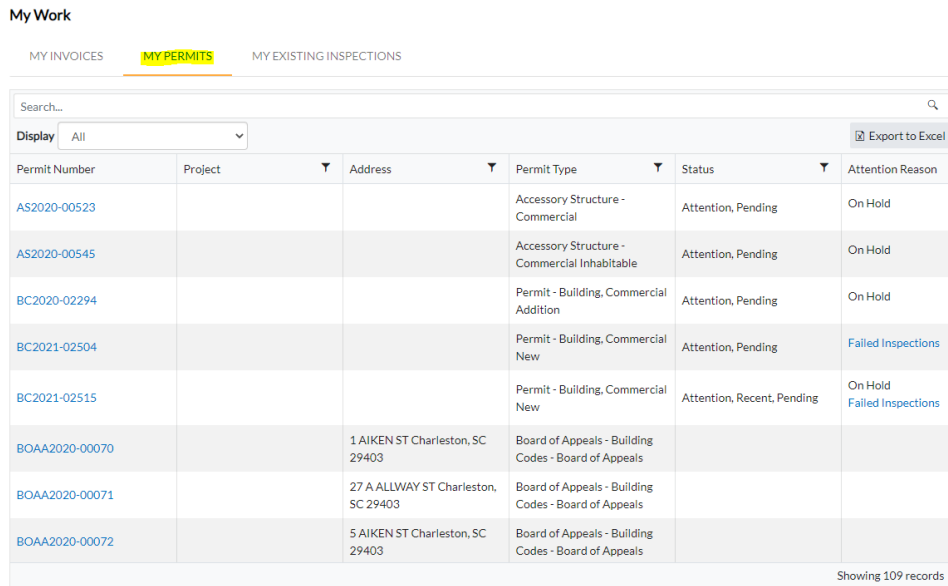 My Work
MY INVOICES MY PERMITS MY EXISTING INSPECTIONS
Search...
Display All Export to Excel
Permit Number Project Address Permit Type Status Attention Reason
AS2020-00523 Accessory Structure - Commercial Attention, Pending On Hold
AS2020-00545 Accessory Structure - Commercial Inhabitable Attention, Pending On Hold
BC2020-02294 Permit - Building, Commercial Addition Attention, Pending On Hold
BC2021-02504 Permit - Building, Commercial New Attention, Pending Failed Inspections
BC2021-02515 Permit - Building, Commercial New Attention, Recent, Pending On Hold Failed Inspections
BOAA2020-00070 1 AIKEN ST Charleston, SC 29403 Board of Appeals - Building Codes - Board of Appeals
BOAA2020-00071 27 A ALLWAY ST Charleston, SC 29403 Board of Appeals - Building Codes - Board of Appeals
BOAA2020-00072 5 AIKEN ST Charleston, SC 29403 Board of Appeals - Building Codes - Board of Appeals
Showing 109 records